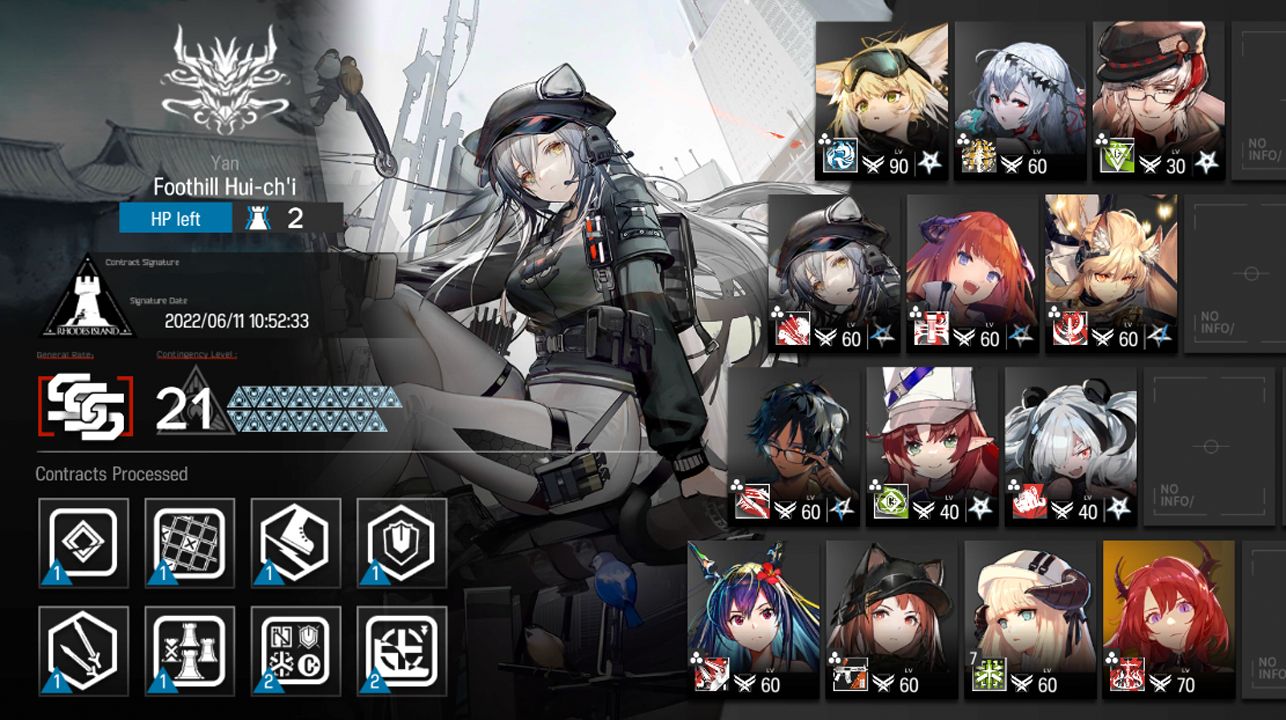 Yan
Foothill Hui-ch'i
HP left 2
Contract Signature
Signature Date
2022/06/11 10:52:33
RHODES ISLAND
General Rate:
Contingency Level :
SSS
21
Contracts Processed
1 1 1 1
1 1 2 2
LV 90
LV 60
LV 30
NO INFO/
LV 60
LV 60
LV 60
NO INFO/
LV 60
LV 40
LV 40
NO INFO/
LV 60
LV 60
7 LV 60
LV 70
NO INFO/